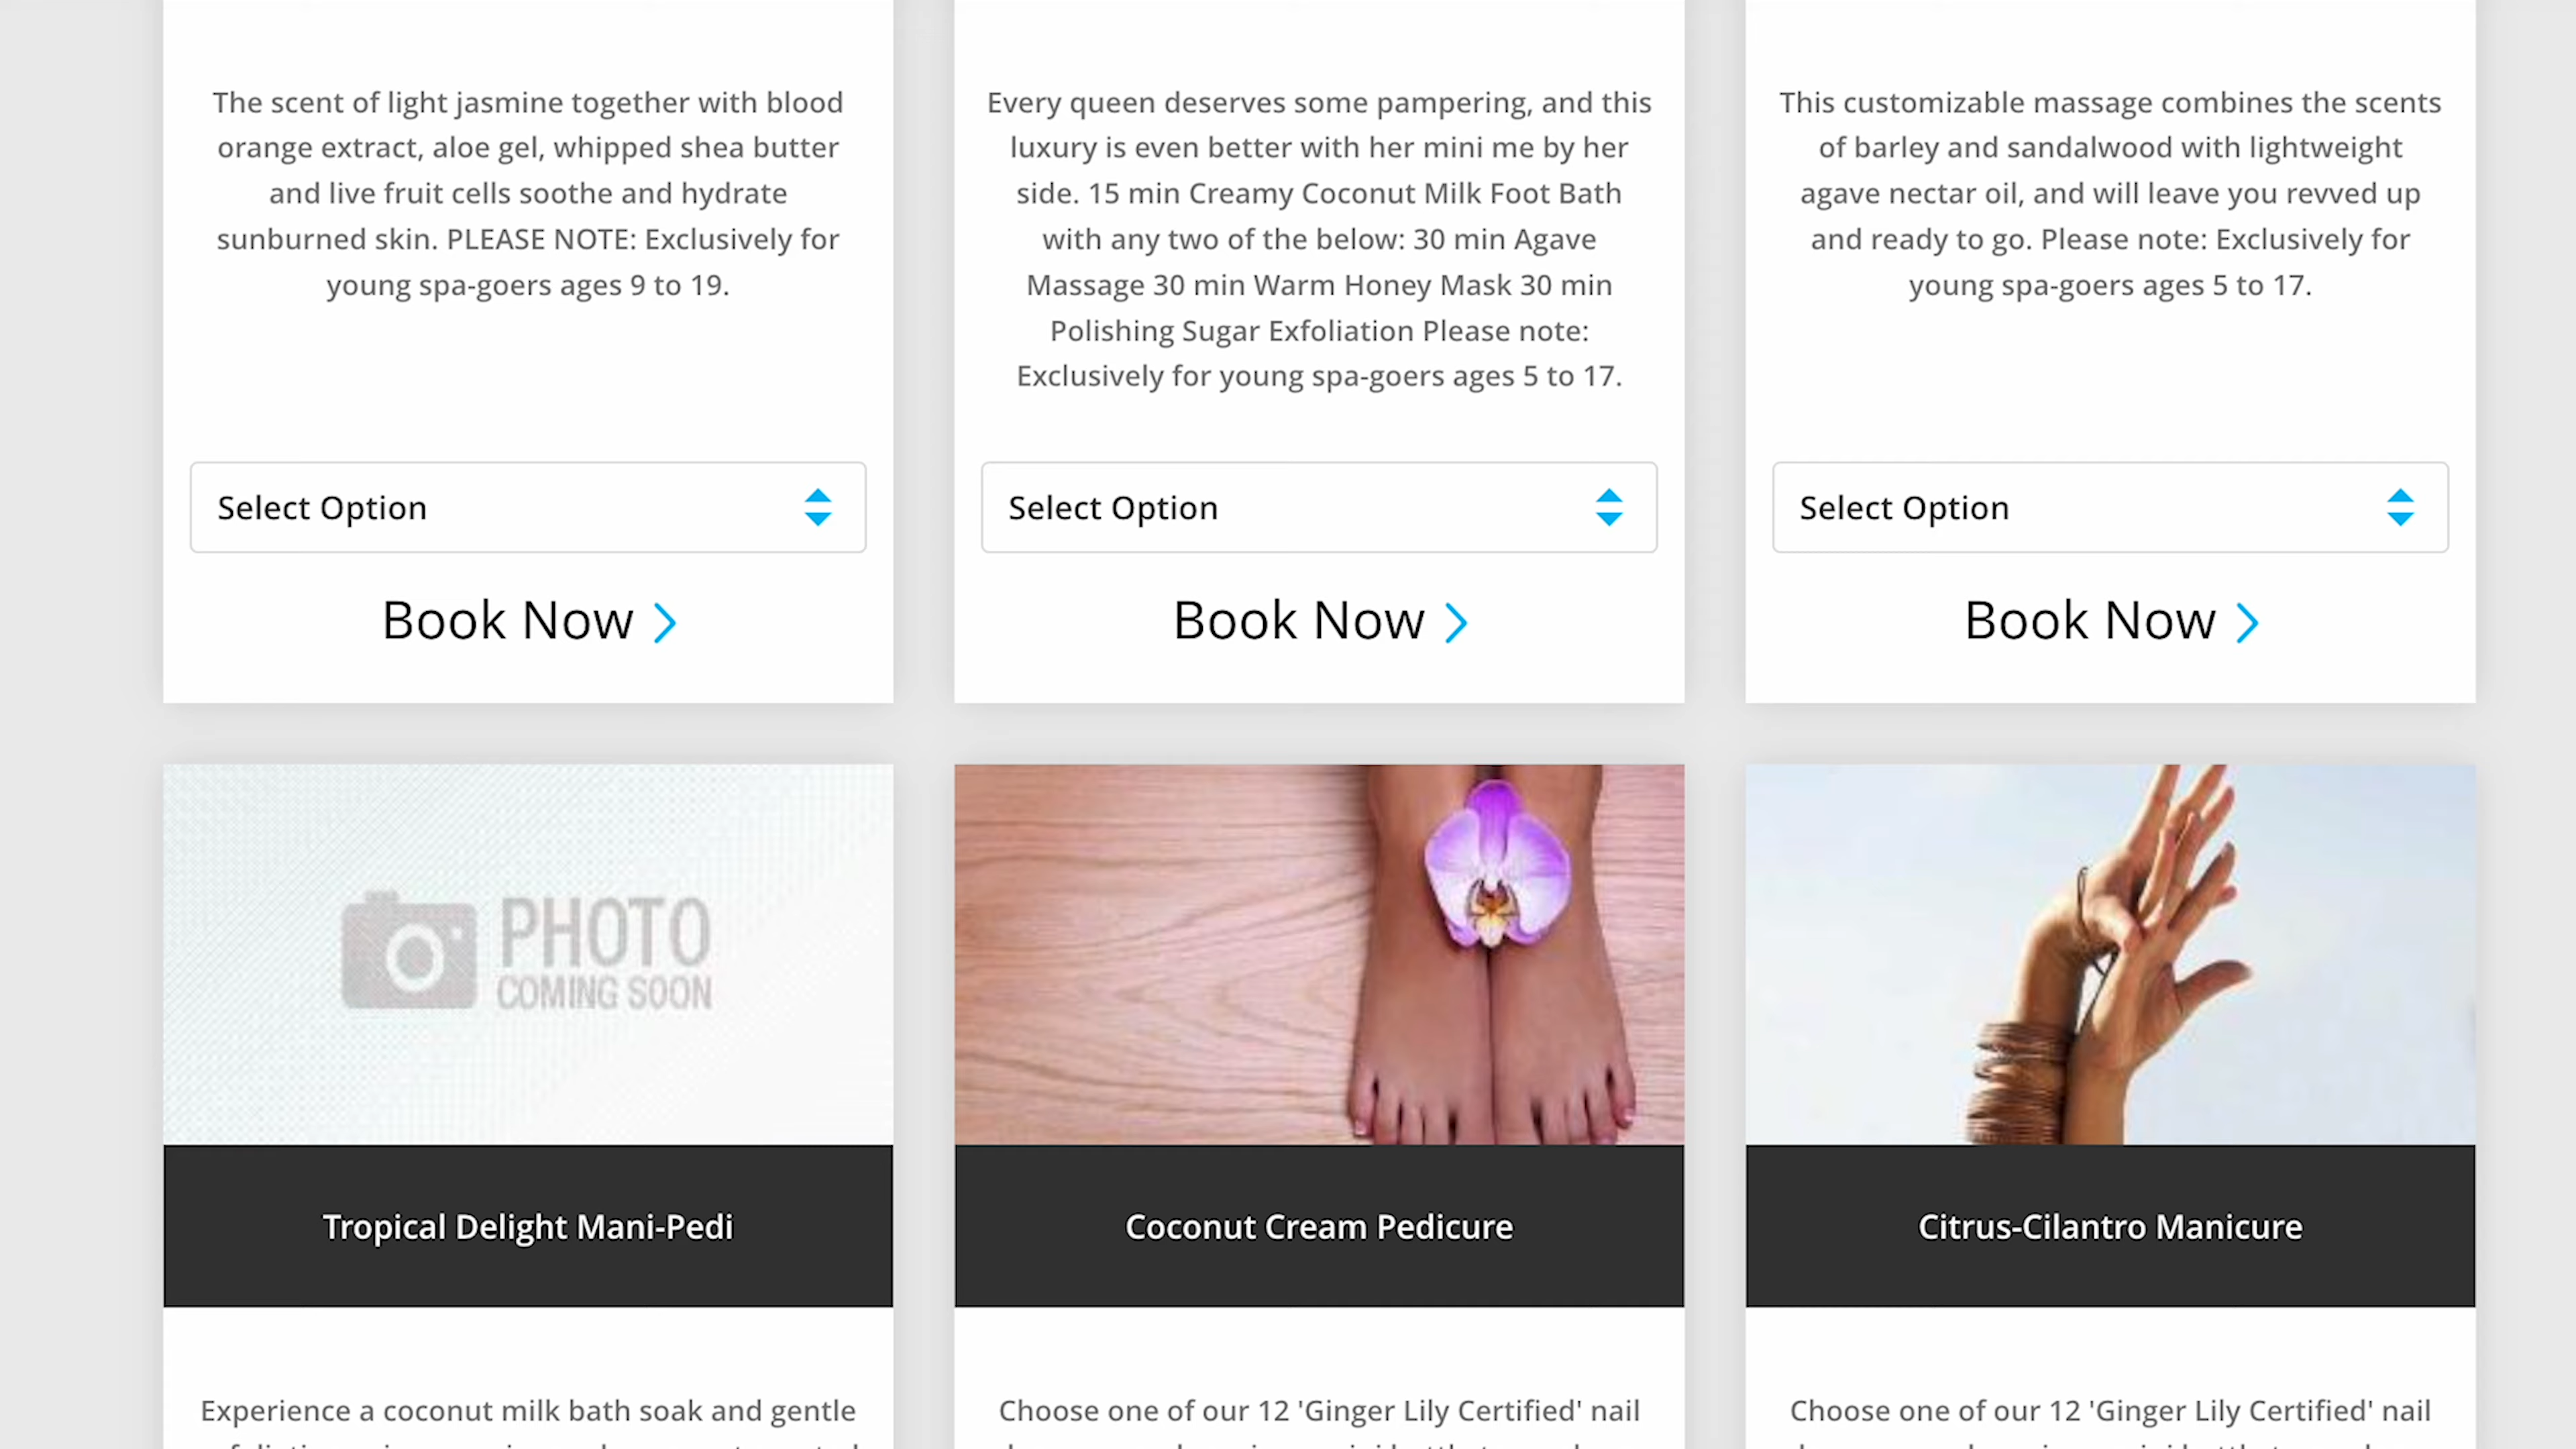 The scent of light jasmine together with blood
orange extract, aloe gel, whipped shea butter
and live fruit cells soothe and hydrate
sunburned skin. PLEASE NOTE: Exclusively for
young spa-goers ages 9 to 19.
Select Option
Book Now
Every queen deserves some pampering, and this
luxury is even better with her mini me by her
side. 15 min Creamy Coconut Milk Foot Bath
with any two of the below: 30 min Agave
Massage 30 min Warm Honey Mask 30 min
Polishing Sugar Exfoliation Please note:
Exclusively for young spa-goers ages 5 to 17.
Select Option
Book Now
This customizable massage combines the scents
of barley and sandalwood with lightweight
agave nectar oil, and will leave you revved up
and ready to go. Please note: Exclusively for
young spa-goers ages 5 to 17.
Select Option
Book Now
PHOTO
COMING SOON
Tropical Delight Mani-Pedi
Experience a coconut milk bath soak and gentle
Coconut Cream Pedicure
Choose one of our 12 'Ginger Lily Certified' nail
Citrus-Cilantro Manicure
Choose one of our 12 'Ginger Lily Certified' nail